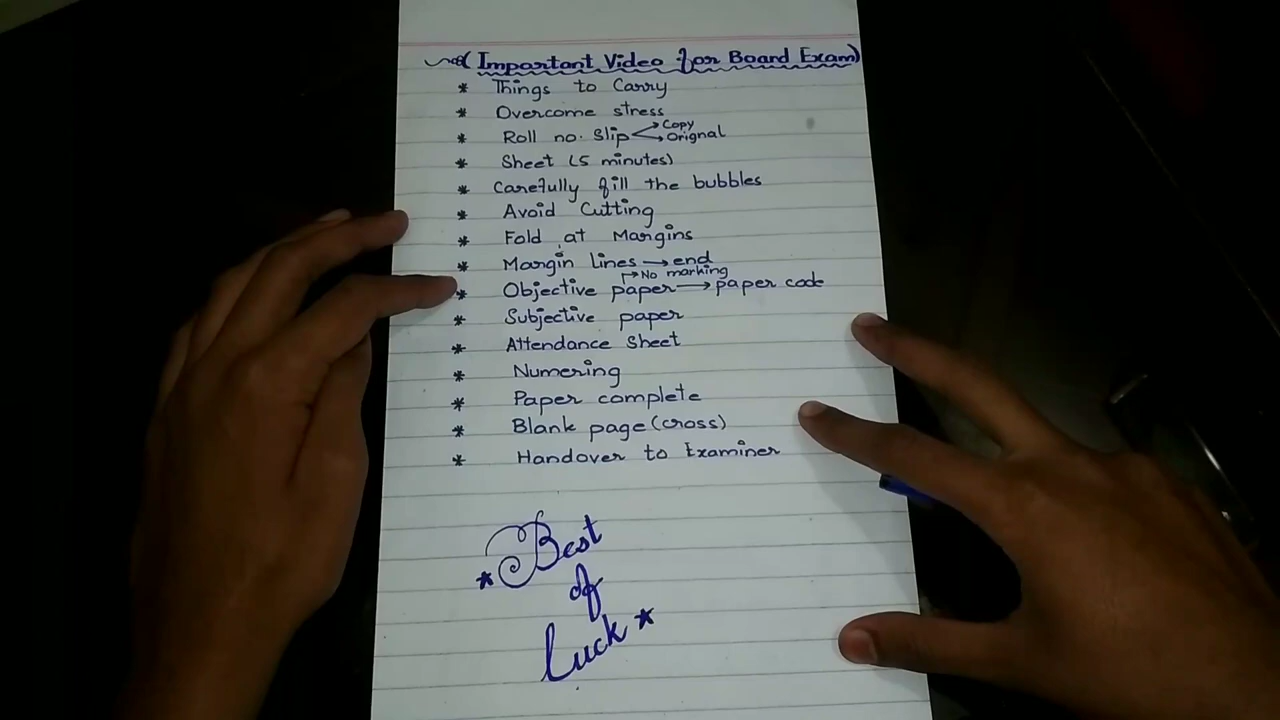 ( Important Video for Board Exam)
* Things to Carry
* Overcome stress
* Roll no. Slip →Copy →Orignal
* Sheet (5 minutes)
* Carefully fill the bubbles
* Avoid Cutting
* Fold at Margins
* Margin lines → end
→ No marking
* Objective paper → paper code
* Subjective paper
* Attendance Sheet
* Numering
* Paper complete
* Blank page (cross)
* Handover to Examiner
* Best
of
Luck *